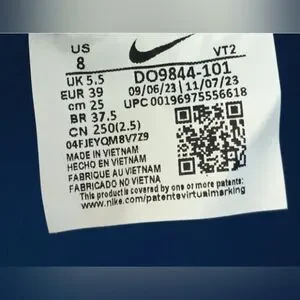 US
8
VT2
UK 5.5
DO9844-101
EUR 39
09/06/23 | 11/07/23
cm 25
UPC 00196975556618
BR 37.5
CN 250(2.5)
04FJEYQM8V7Z9
MADE IN VIETNAM
HECHO EN VIETNAM
FABRIQUÉ AU VIETNAM
FABRICADO NO VIETNA
This product is covered by one or more patents:
www.nike.com/patentsvirtualmarking